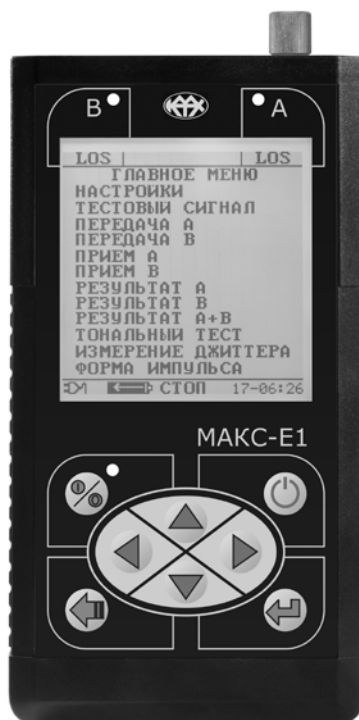 B A
LOS | | LOS
ГЛАВНОЕ МЕНЮ
НАСТРОЙКИ
ТЕСТОВЫЙ СИГНАЛ
ПЕРЕДАЧА А
ПЕРЕДАЧА В
ПРИЕМ А
ПРИЕМ В
РЕЗУЛЬТАТ А
РЕЗУЛЬТАТ В
РЕЗУЛЬТАТ А+В
ТОНАЛЬНЫЙ ТЕСТ
ИЗМЕРЕНИЕ ДЖИТТЕРА
ФОРМА ИМПУЛЬСА
СТОП 17-06:26
МАКС-E1